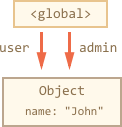 <global>
user
admin
Object
name: "John"